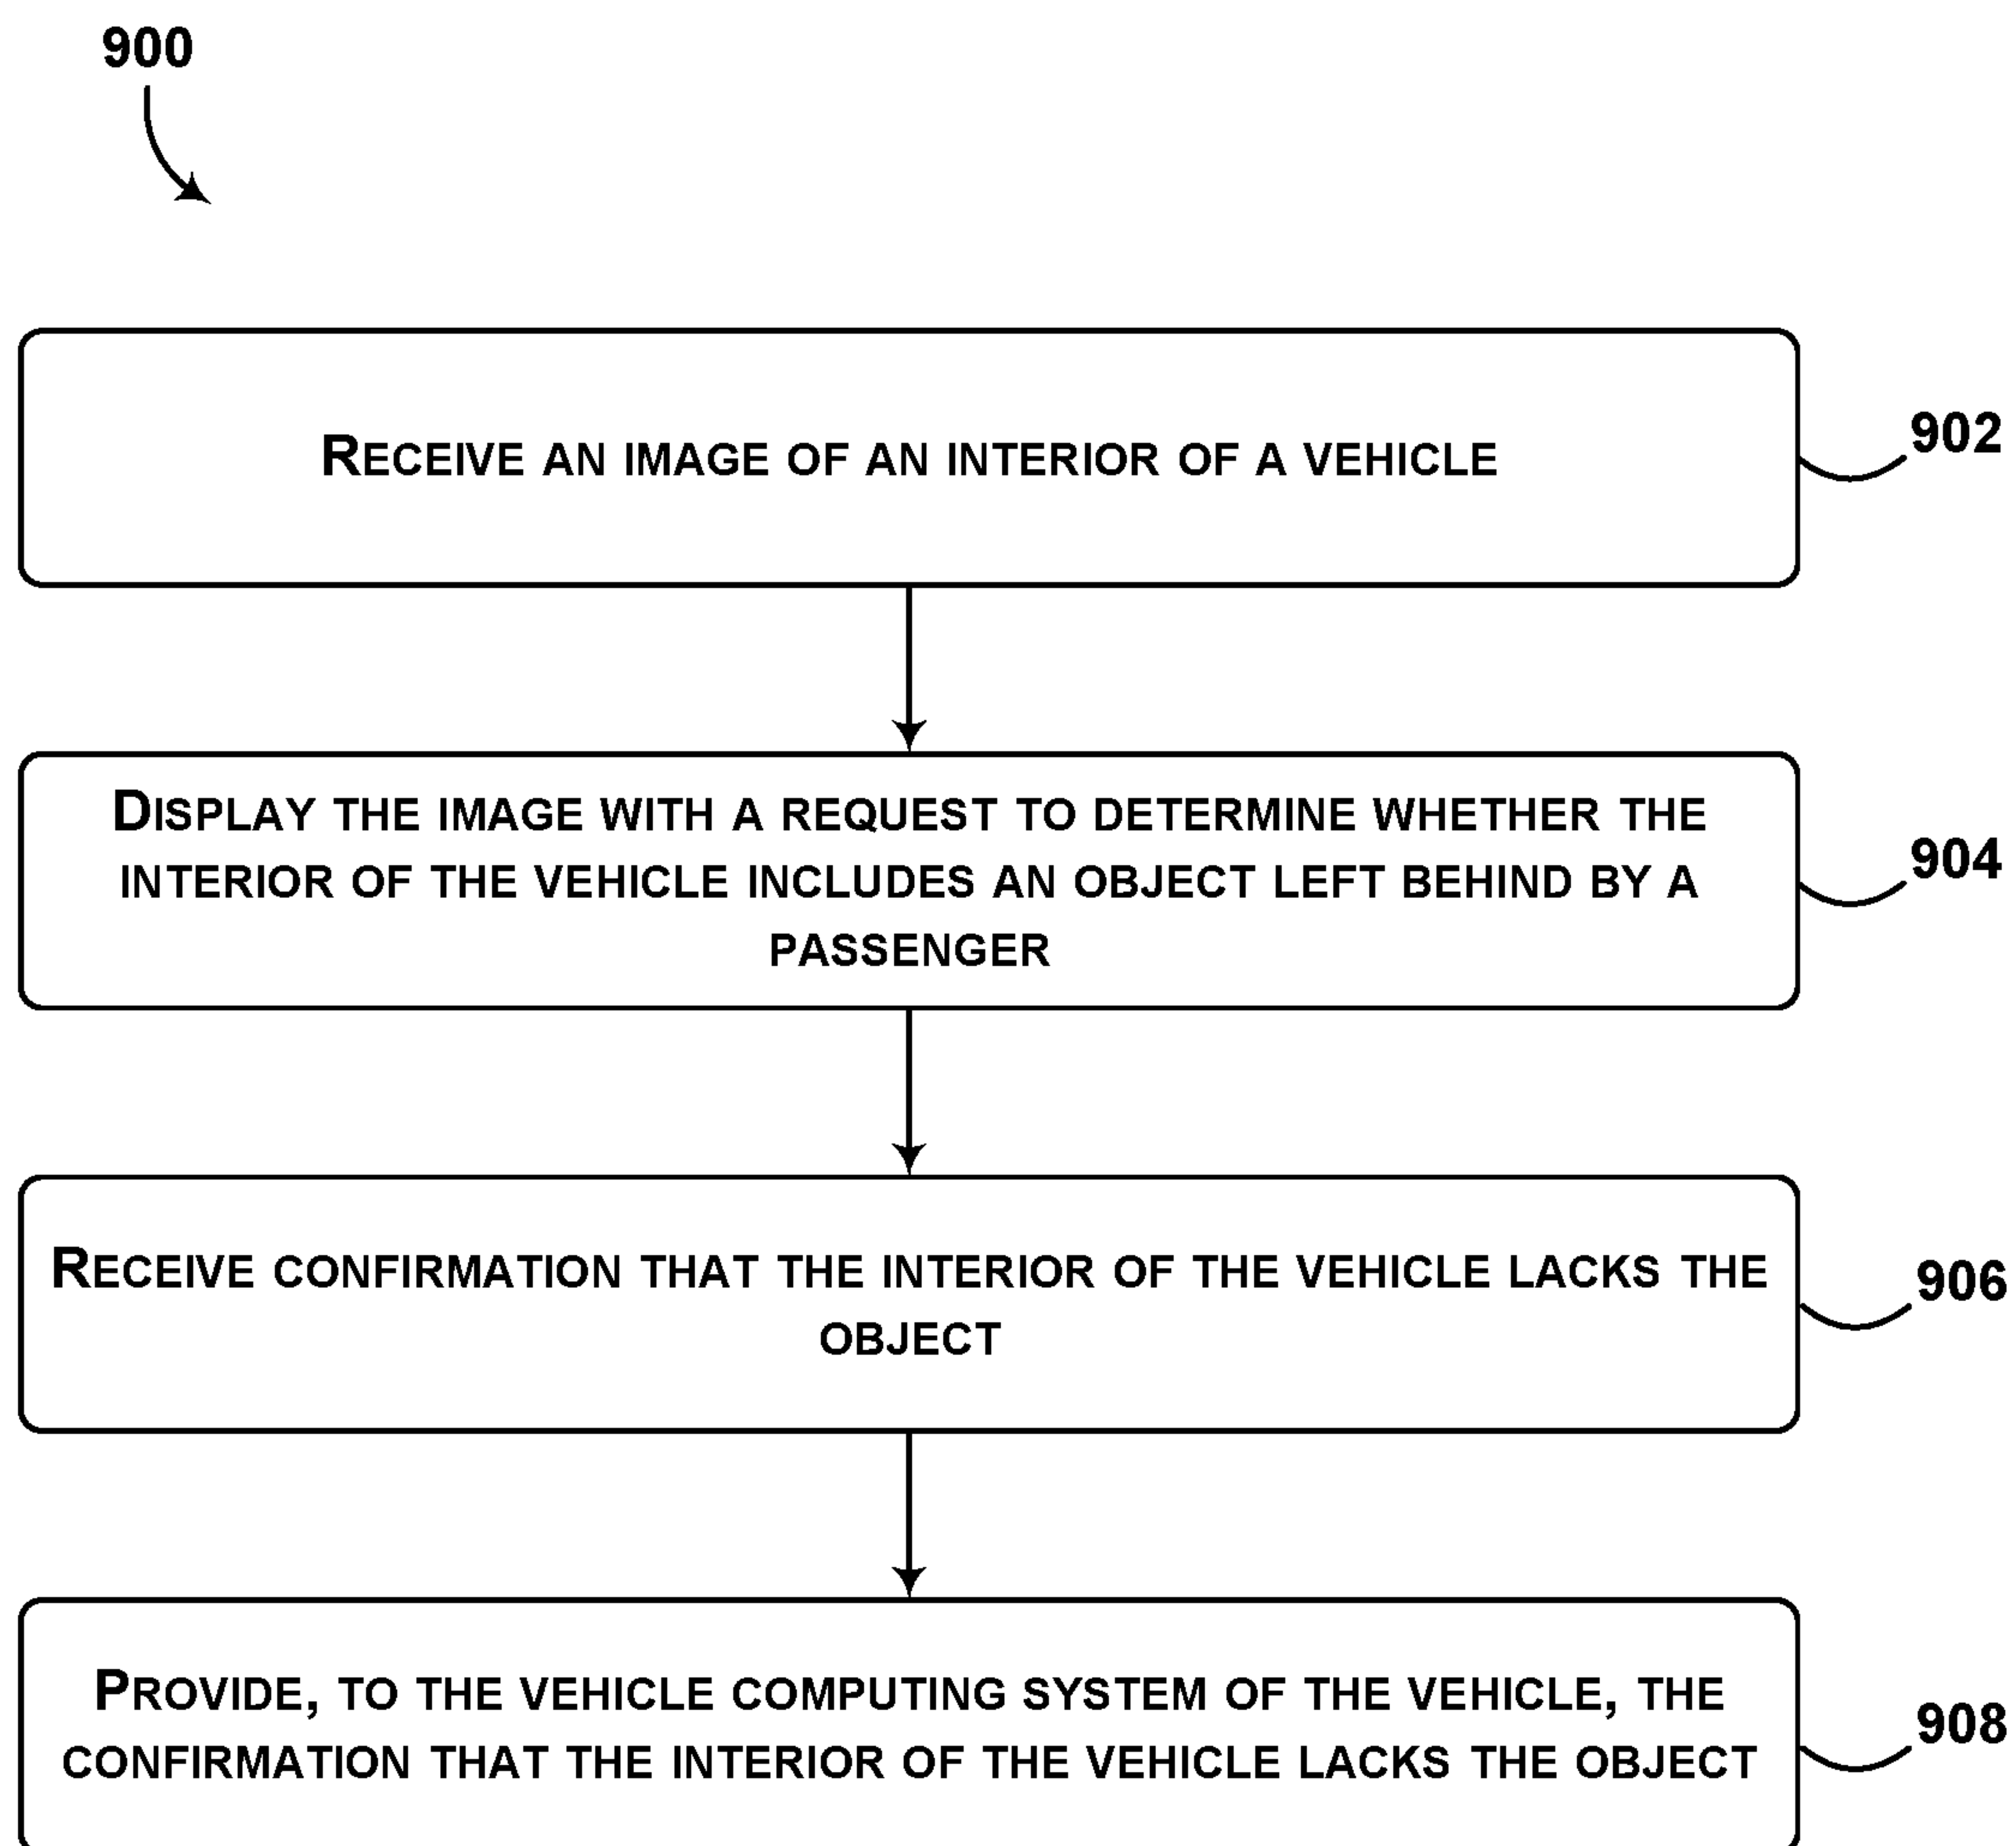 900
RECEIVE AN IMAGE OF AN INTERIOR OF A VEHICLE
902
DISPLAY THE IMAGE WITH A REQUEST TO DETERMINE WHETHER THE
INTERIOR OF THE VEHICLE INCLUDES AN OBJECT LEFT BEHIND BY A
PASSENGER
904
RECEIVE CONFIRMATION THAT THE INTERIOR OF THE VEHICLE LACKS THE
OBJECT
906
PROVIDE, TO THE VEHICLE COMPUTING SYSTEM OF THE VEHICLE, THE
CONFIRMATION THAT THE INTERIOR OF THE VEHICLE LACKS THE OBJECT
908